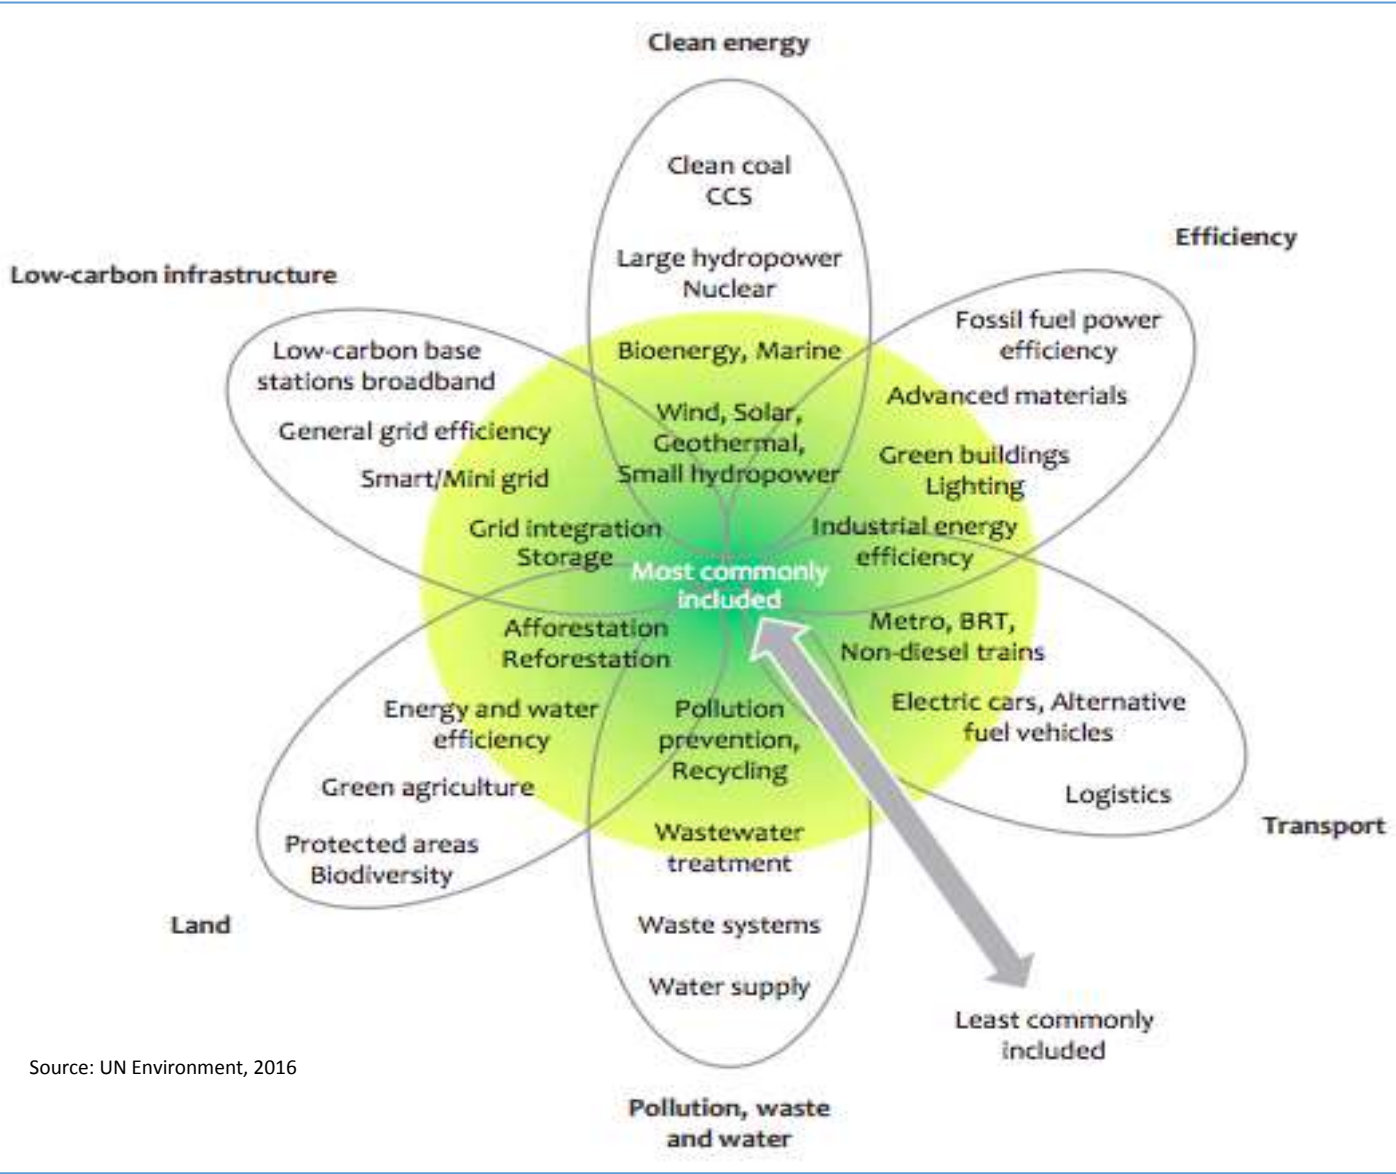 Clean energy
Clean coal
CCS
Large hydropower
Nuclear
Bioenergy, Marine
Wind, Solar,
Geothermal,
Small hydropower
Efficiency
Fossil fuel power
efficiency
Advanced materials
Green buildings
Lighting
Industrial energy
efficiency
Low-carbon infrastructure
Low-carbon base
stations broadband
General grid efficiency
Smart/Mini grid
Grid integration
Storage
Most commonly
included
Afforestation
Reforestation
Energy and water
efficiency
Green agriculture
Protected areas
Biodiversity
Land
Metro, BRT,
Non-diesel trains
Electric cars, Alternative
fuel vehicles
Logistics
Transport
Pollution
prevention,
Recycling
Wastewater
treatment
Waste systems
Water supply
Pollution, waste
and water
Least commonly
included
Source: UN Environment, 2016